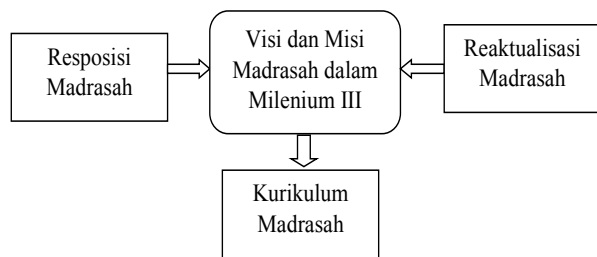 Resposisi
Madrasah
Visi dan Misi
Madrasah dalam
Milenium III
Reaktualisasi
Madrasah
Kurikulum
Madrasah